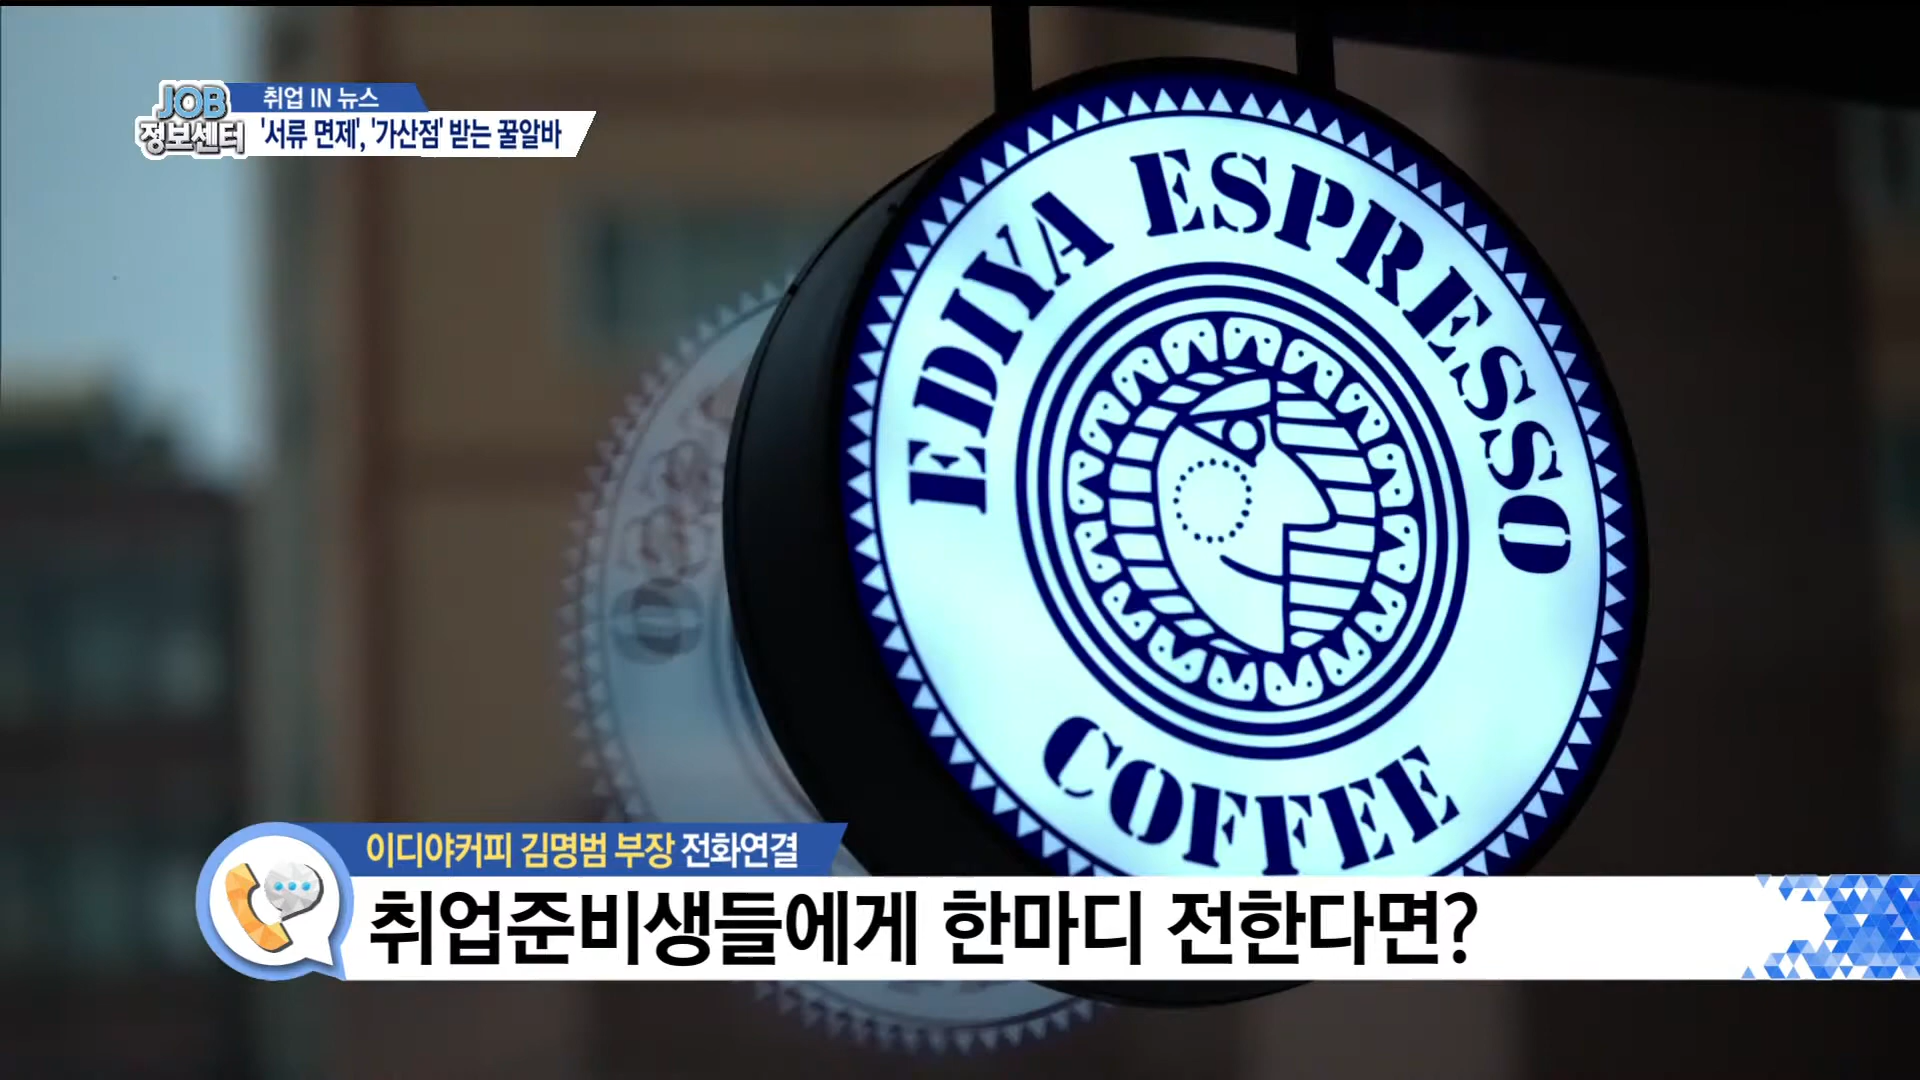 JOB
정보센터
취업 IN 뉴스
'서류 면제', '가산점' 받는 꿀알바
EDIYA ESPRESSO
COFFEE
이디야커피 김명범 부장 전화연결
취업준비생들에게 한마디 전한다면?